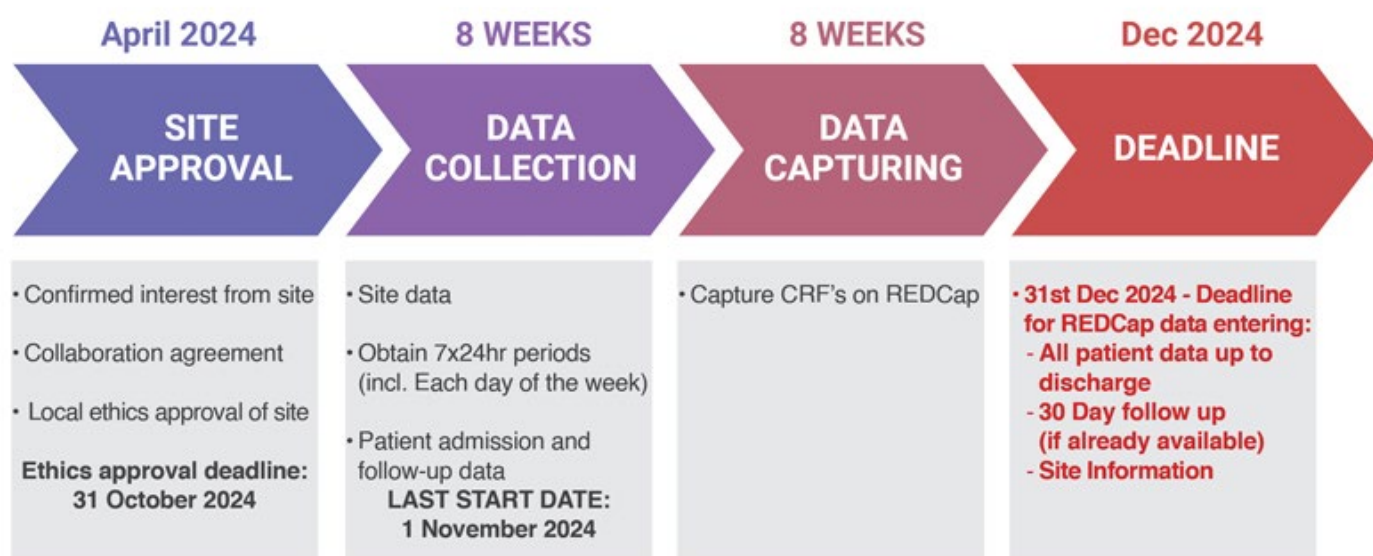 April 2024
SITE
APPROVAL
• Confirmed interest from site
• Collaboration agreement
• Local ethics approval of site
Ethics approval deadline:
31 October 2024
8 WEEKS
DATA
COLLECTION
• Site data
• Obtain 7x24hr periods
(incl. Each day of the week)
• Patient admission and
follow-up data
LAST START DATE:
1 November 2024
8 WEEKS
DATA
CAPTURING
• Capture CRF's on REDCap
Dec 2024
DEADLINE
• 31st Dec 2024 - Deadline
for REDCap data entering:
- All patient data up to
discharge
- 30 Day follow up
(if already available)
- Site Information